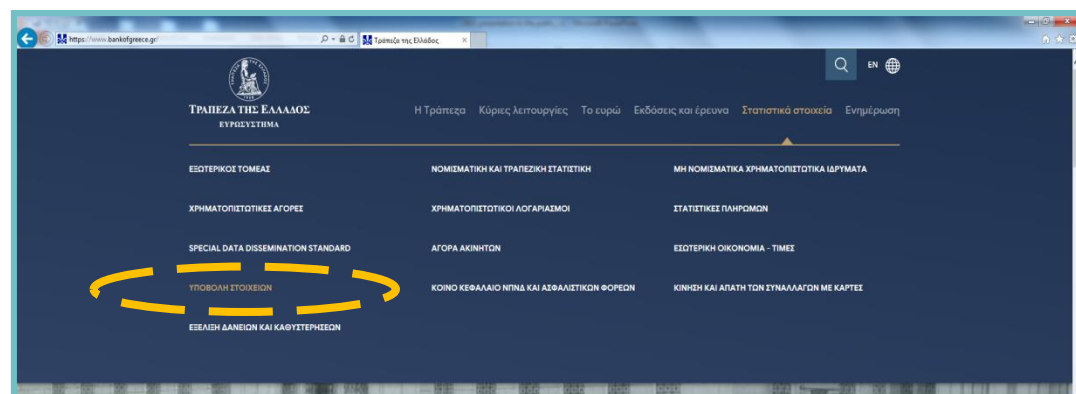 https://www.bankofgreece.gr/
Τράπεζα της Ελλάδος
EN
ΤΡΑΠΕΖΑ ΤΗΣ ΕΛΛΑΔΟΣ
ΕΥΡΩΣΥΣΤΗΜΑ
Η Τράπεζα Κύριες λειτουργίες Το ευρώ Εκδόσεις και έρευνα Στατιστικά στοιχεία Ενημέρωση
ΕΞΩΤΕΡΙΚΟΣ ΤΟΜΕΑΣ ΝΟΜΙΣΜΑΤΙΚΗ ΚΑΙ ΤΡΑΠΕΖΙΚΗ ΣΤΑΤΙΣΤΙΚΗ ΜΗ ΝΟΜΙΣΜΑΤΙΚΑ ΧΡΗΜΑΤΟΠΙΣΤΩΤΙΚΑ ΙΔΡΥΜΑΤΑ
ΧΡΗΜΑΤΟΠΙΣΤΩΤΙΚΕΣ ΑΓΟΡΕΣ ΧΡΗΜΑΤΟΠΙΣΤΩΤΙΚΟΙ ΛΟΓΑΡΙΑΣΜΟΙ ΣΤΑΤΙΣΤΙΚΕΣ ΠΛΗΡΩΜΩΝ
SPECIAL DATA DISSEMINATION STANDARD ΑΓΟΡΑ ΑΚΙΝΗΤΩΝ ΕΣΩΤΕΡΙΚΗ ΟΙΚΟΝΟΜΙΑ - ΤΙΜΕΣ
ΥΠΟΒΟΛΗ ΣΤΟΙΧΕΙΩΝ ΚΟΙΝΟ ΚΕΦΑΛΑΙΟ ΝΠΝΔ ΚΑΙ ΑΣΦΑΛΙΣΤΙΚΩΝ ΦΟΡΕΩΝ ΚΙΝΗΣΗ ΚΑΙ ΑΠΑΤΗ ΤΩΝ ΣΥΝΑΛΛΑΓΩΝ ΜΕ ΚΑΡΤΕΣ
ΕΞΕΛΙΞΗ ΔΑΝΕΙΩΝ ΚΑΙ ΚΑΘΥΣΤΕΡΗΣΕΩΝ